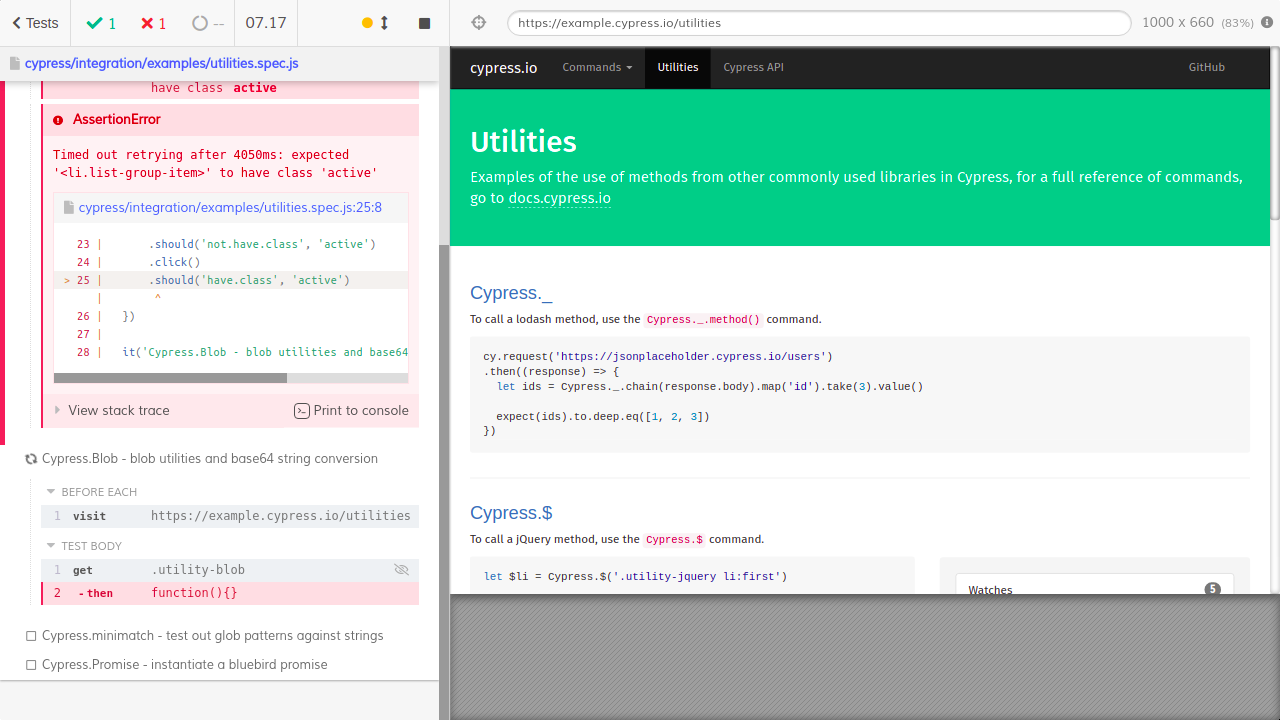 Tests
1
1
--
07.17
https://example.cypress.io/utilities
1000 x 660 (83%)
cypress/integration/examples/utilities.spec.js
have class active
AssertionError
Timed out retrying after 4050ms: expected
'<li.list-group-item>' to have class 'active'
cypress/integration/examples/utilities.spec.js:25:8
23 | .should('not.have.class', 'active')
24 | .click()
> 25 | .should('have.class', 'active')
| ^
26 | })
27 |
28 | it('Cypress.Blob - blob utilities and base64
View stack trace
Print to console
Cypress.Blob - blob utilities and base64 string conversion
BEFORE EACH
1 visit https://example.cypress.io/utilities
TEST BODY
1 get .utility-blob
2 - then function(){}
Cypress.minimatch - test out glob patterns against strings
Cypress.Promise - instantiate a bluebird promise
cypress.io
Commands
Utilities
Cypress API
GitHub
Utilities
Examples of the use of methods from other commonly used libraries in Cypress, for a full reference of commands,
go to docs.cypress.io
Cypress._
To call a lodash method, use the Cypress._.method() command.
cy.request('https://jsonplaceholder.cypress.io/users')
.then((response) => {
let ids = Cypress._.chain(response.body).map('id').take(3).value()
expect(ids).to.deep.eq([1, 2, 3])
})
Cypress.$
To call a jQuery method, use the Cypress.$ command.
let $li = Cypress.$('.utility-jquery li:first')
Watches
5